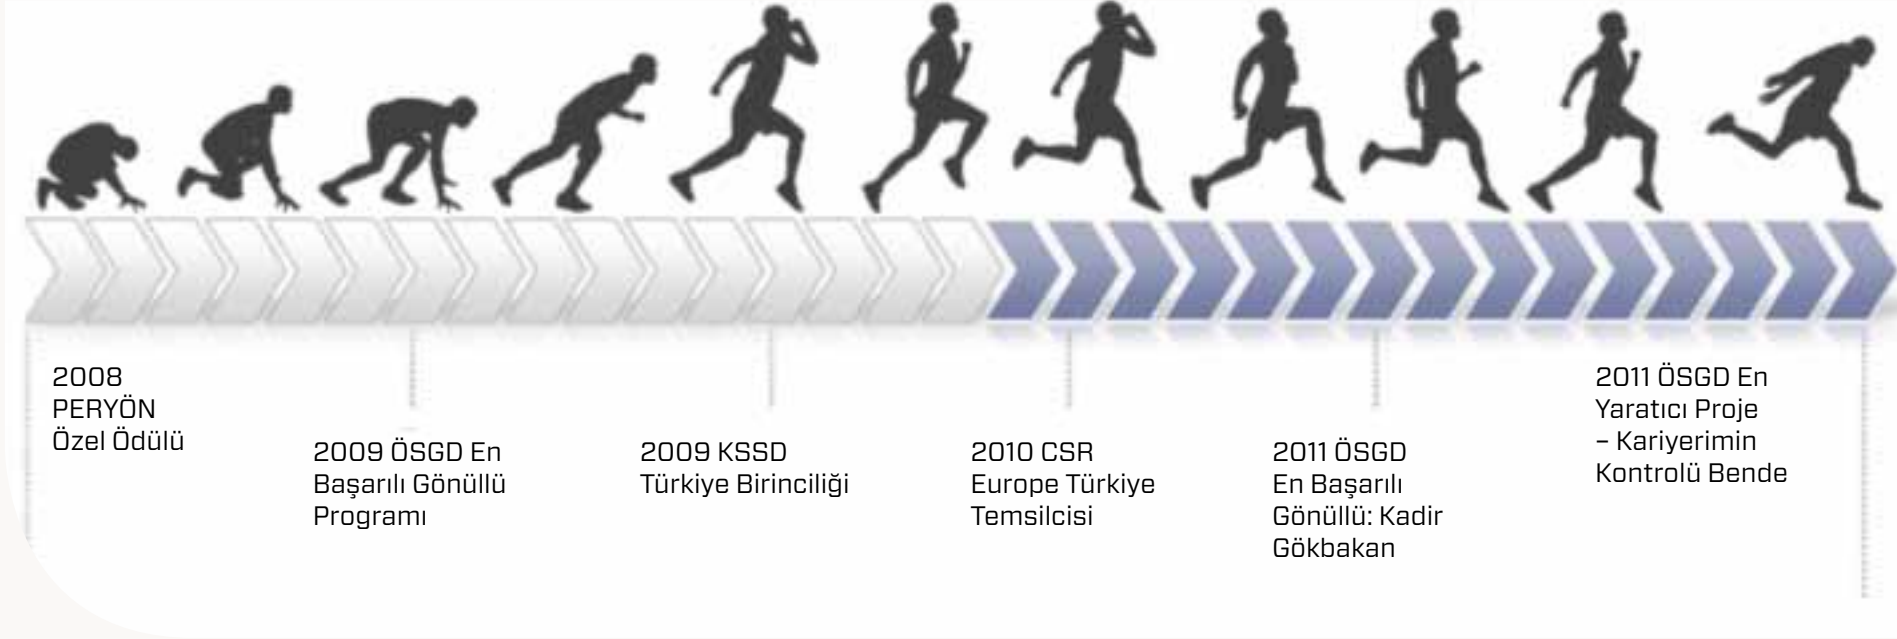 2008
PERYÖN
Özel Ödülü
2009 ÖSGD En
Başarılı Gönüllü
Programı
2009 KSSD
Türkiye Birinciliği
2010 CSR
Europe Türkiye
Temsilcisi
2011 ÖSGD
En Başarılı
Gönüllü: Kadir
Gökbakan
2011 ÖSGD En
Yaratıcı Proje
– Kariyerimin
Kontrolü Bende